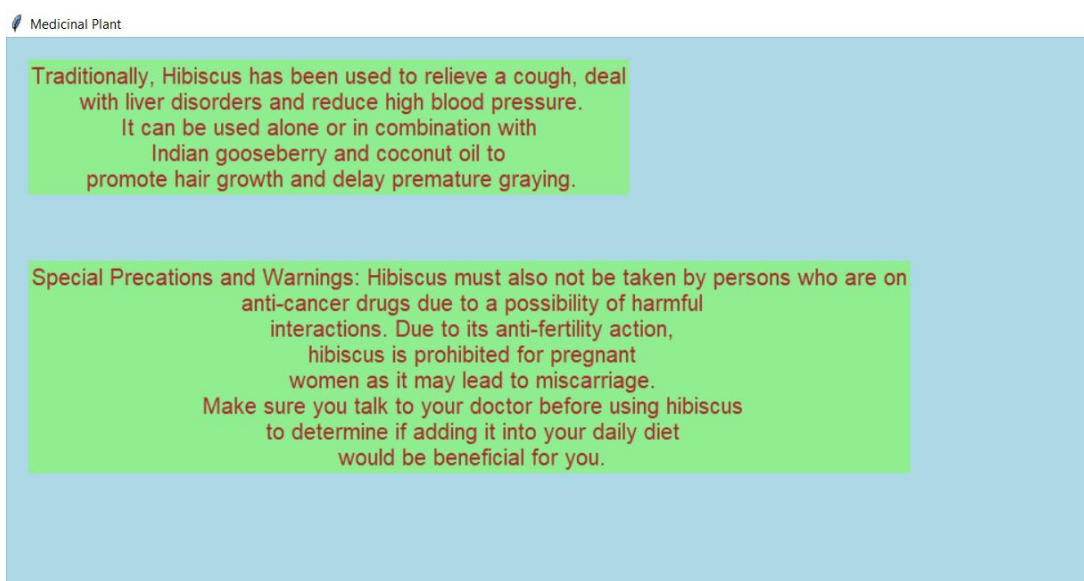 Medicinal Plant
Traditionally, Hibiscus has been used to relieve a cough, deal
with liver disorders and reduce high blood pressure.
It can be used alone or in combination with
Indian gooseberry and coconut oil to
promote hair growth and delay premature graying.
Special Precations and Warnings: Hibiscus must also not be taken by persons who are on
anti-cancer drugs due to a possibility of harmful
interactions. Due to its anti-fertility action,
hibiscus is prohibited for pregnant
women as it may lead to miscarriage.
Make sure you talk to your doctor before using hibiscus
to determine if adding it into your daily diet
would be beneficial for you.